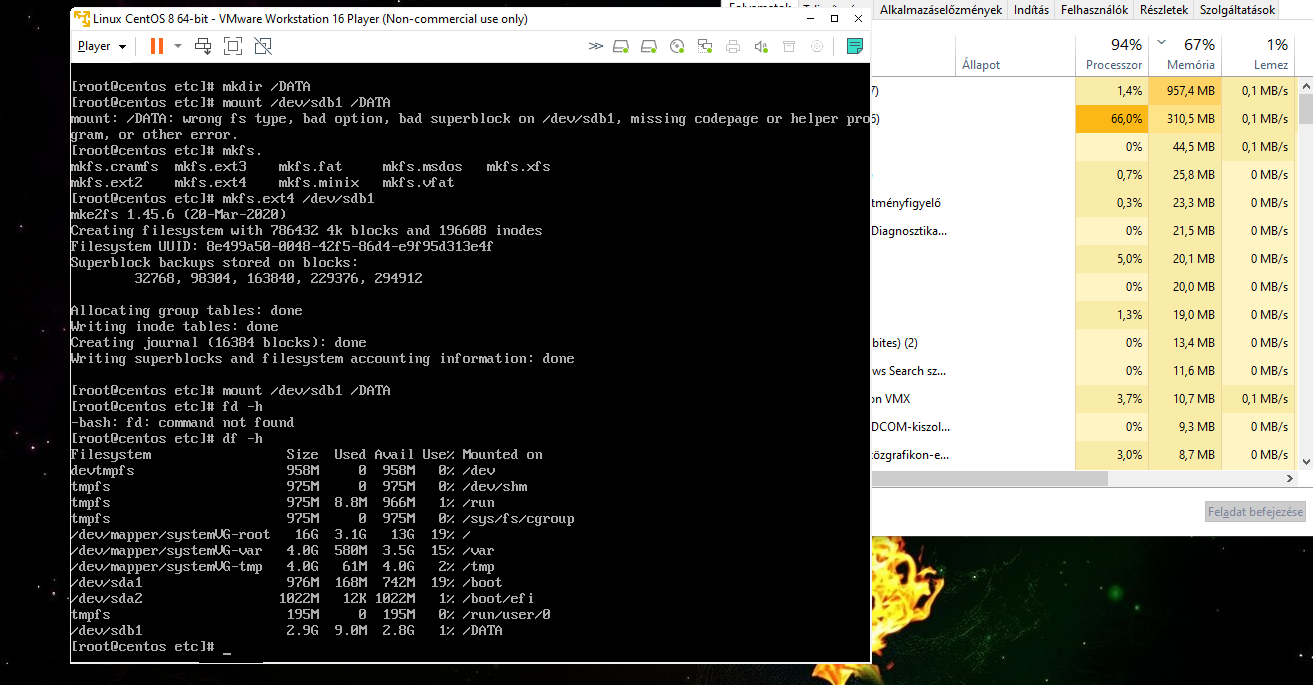 Linux CentOS 8 64-bit - VMware Workstation 16 Player (Non-commercial use only)
Player
[root@centos etc]# mkdir /DATA
[root@centos etc]# mount /dev/sdb1 /DATA
mount: /DATA: wrong fs type, bad option, bad superblock on /dev/sdb1, missing codepage or helper pro
gram, or other error.
[root@centos etc]# mkfs.
mkfs.cramfs mkfs.ext3 mkfs.fat mkfs.msdos mkfs.xfs
mkfs.ext2 mkfs.ext4 mkfs.minix mkfs.vfat
[root@centos etc]# mkfs.ext4 /dev/sdb1
mke2fs 1.45.6 (20-Mar-2020)
Creating filesystem with 786432 4k blocks and 196608 inodes
Filesystem UUID: 8e499a50-0048-42f5-86d4-e9f95d313e4f
Superblock backups stored on blocks:
32768, 98304, 163840, 229376, 294912
Allocating group tables: done
Writing inode tables: done
Creating journal (16384 blocks): done
Writing superblocks and filesystem accounting information: done
[root@centos etc]# mount /dev/sdb1 /DATA
[root@centos etc]# fd -h
-bash: fd: command not found
[root@centos etc]# df -h
Filesystem Size Used Avail Use% Mounted on
devtmpfs 958M 0 958M 0% /dev
tmpfs 975M 0 975M 0% /dev/shm
tmpfs 975M 8.8M 966M 1% /run
tmpfs 975M 0 975M 0% /sys/fs/cgroup
/dev/mapper/systemVG-root 16G 3.1G 13G 19% /
/dev/mapper/systemVG-var 4.0G 580M 3.5G 15% /var
/dev/mapper/systemVG-tmp 4.0G 61M 4.0G 2% /tmp
/dev/sda1 976M 168M 742M 19% /boot
/dev/sda2 1022M 12K 1022M 1% /boot/efi
tmpfs 195M 0 195M 0% /run/user/0
/dev/sdb1 2.9G 9.0M 2.8G 1% /DATA
[root@centos etc]# _
Alkalmazáselőzmények Indítás Felhasználók Részletek Szolgáltatások
94% 67% 1%
Állapot Processzor Memória Lemez
7) 1,4% 957,4 MB 0,1 MB/s
6) 66,0% 310,5 MB 0,1 MB/s
0% 44,5 MB 0,1 MB/s
0,7% 25,8 MB 0 MB/s
tményfigyelő 0,3% 23,3 MB 0 MB/s
Diagnosztika... 0% 21,5 MB 0 MB/s
5,0% 20,1 MB 0 MB/s
0% 20,0 MB 0 MB/s
1,3% 19,0 MB 0 MB/s
bites) (2) 0% 13,4 MB 0 MB/s
ws Search sz... 0% 11,6 MB 0 MB/s
on VMX 3,7% 10,7 MB 0,1 MB/s
DCOM-kiszol... 0% 9,3 MB 0 MB/s
közgrafikon-e... 3,0% 8,7 MB 0 MB/s
Feladat befejezése